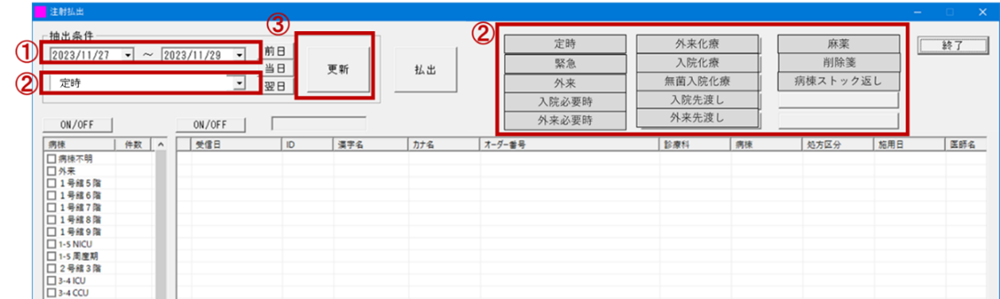 注射払出
抽出条件
①
2023/11/27 ～ 2023/11/29
前日
当日
翌日
②
定時
③
更新
払出
②
定時 外来化療 麻薬
緊急 入院化療 削除箋
外来 無菌入院化療 病棟ストック返し
入院必要時 入院先渡し
外来必要時 外来先渡し
終了
ON/OFF ON/OFF
病棟 件数
受信日 ID 漢字名 カナ名 オーダー番号 診療科 病棟 処方区分 施用日 医師名
病棟不明
外来
1号館5階
1号館6階
1号館7階
1号館8階
1号館9階
1-5 NICU
1-5 周産期
2号館3階
3-4 ICU
3-4 CCU